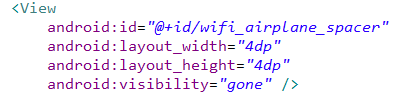 <View
android:id="@+id/wifi_airplane_spacer"
android:layout_width="4dp"
android:layout_height="4dp"
android:visibility="gone" />